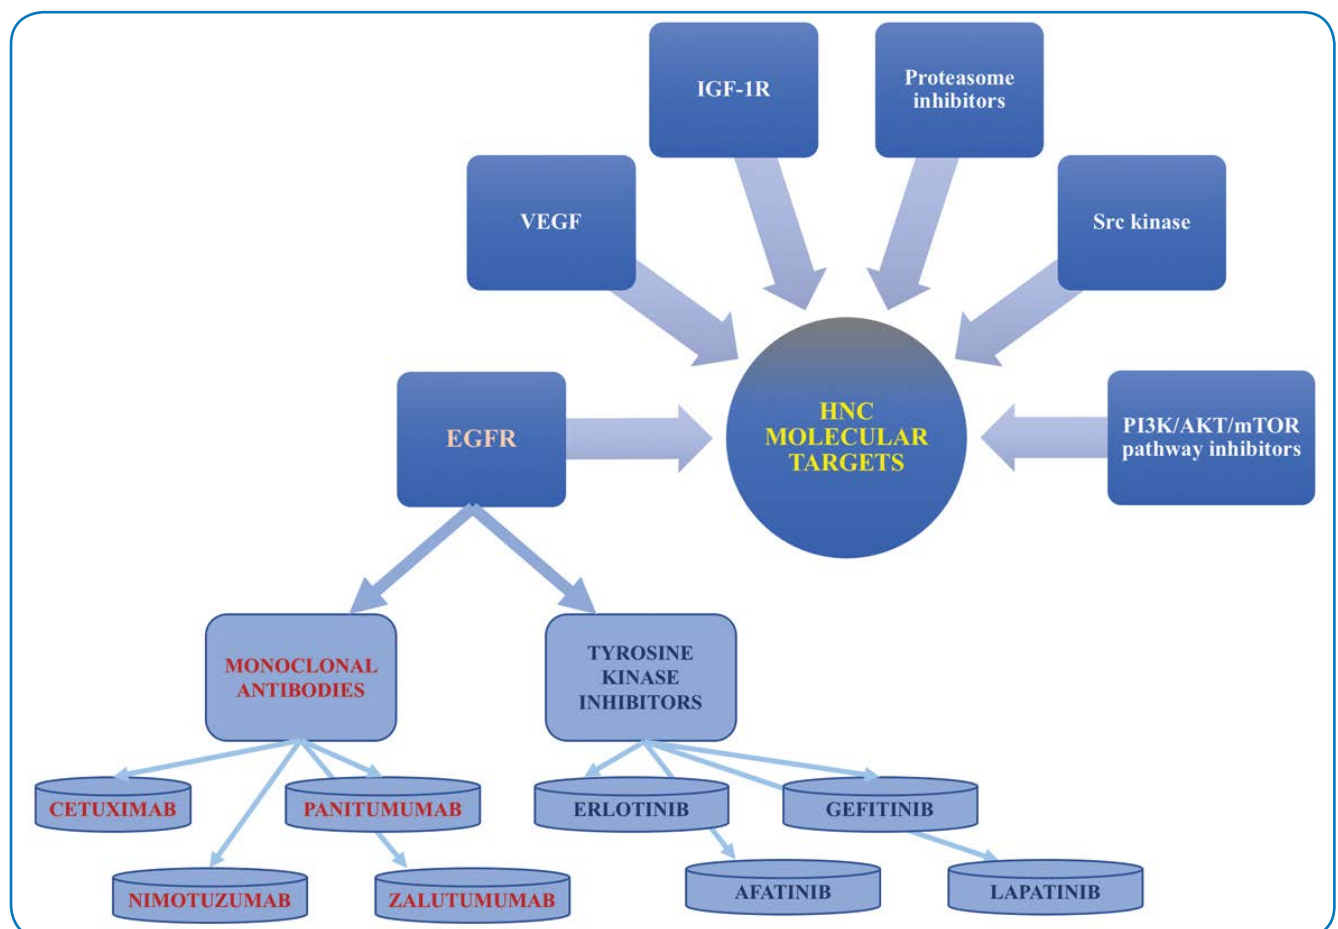 IGF-1R
Proteasome
inhibitors
VEGF
Src kinase
EGFR
HNC
MOLECULAR
TARGETS
PI3K/AKT/mTOR
pathway inhibitors
MONOCLONAL
ANTIBODIES
TYROSINE
KINASE
INHIBITORS
CETUXIMAB
PANITUMUMAB
ERLOTINIB
GEFITINIB
NIMOTUZUMAB
ZALUTUMUMAB
AFATINIB
LAPATINIB